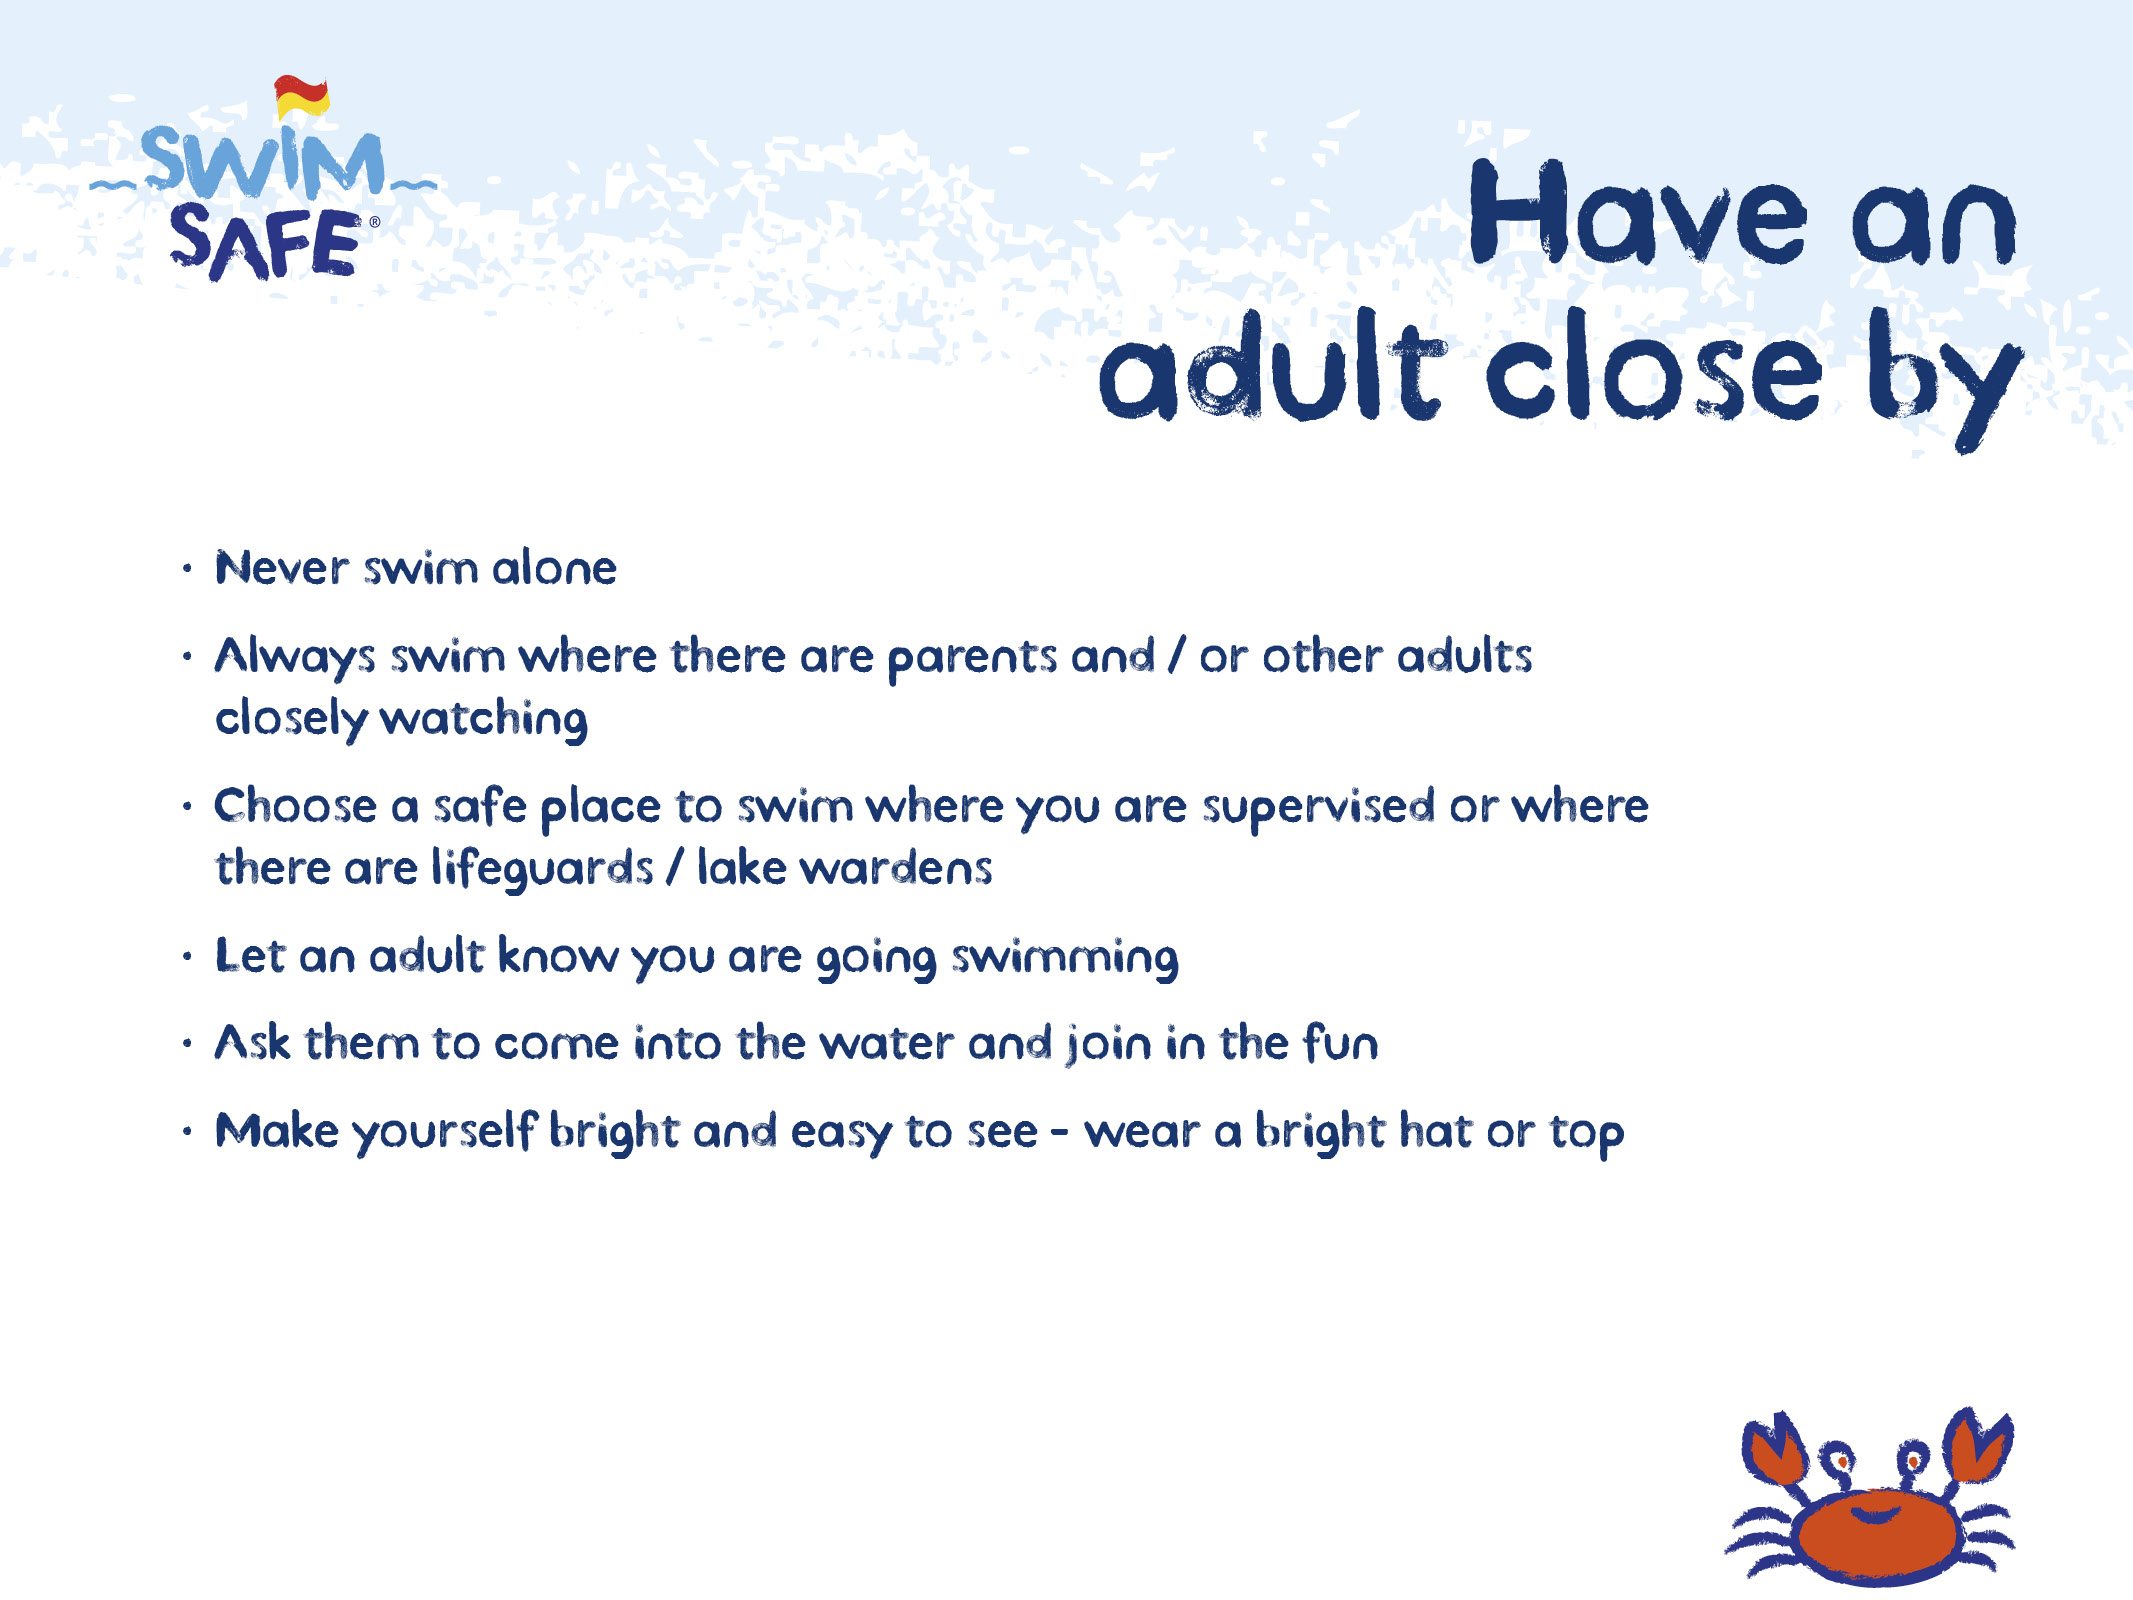 SWIM
SAFE®
Have an
adult close by
• Never swim alone
• Always swim where there are parents and / or other adults
closely watching
• Choose a safe place to swim where you are supervised or where
there are lifeguards / lake wardens
• Let an adult know you are going swimming
• Ask them to come into the water and join in the fun
• Make yourself bright and easy to see - wear a bright hat or top